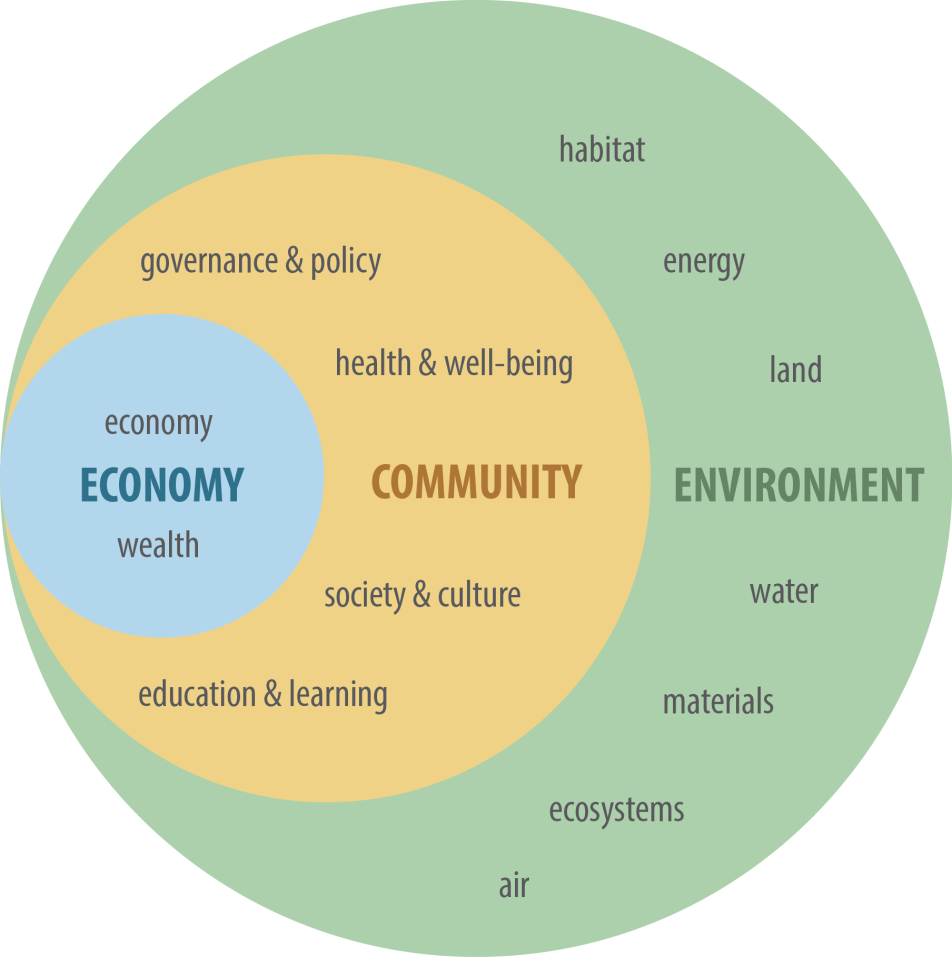 habitat
governance & policy
energy
health & well-being
land
economy
ECONOMY
COMMUNITY
ENVIRONMENT
wealth
society & culture
water
education & learning
materials
ecosystems
air